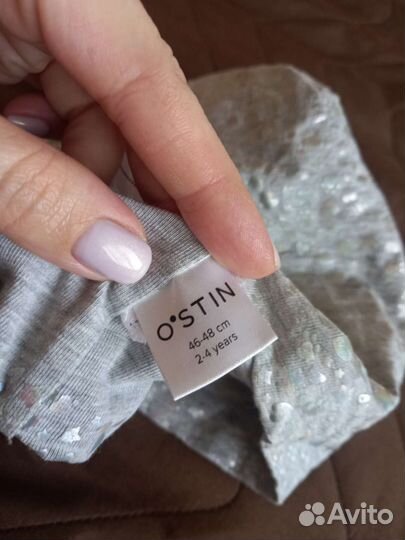 O'STIN
46-48 cm
2-4 years
Avito